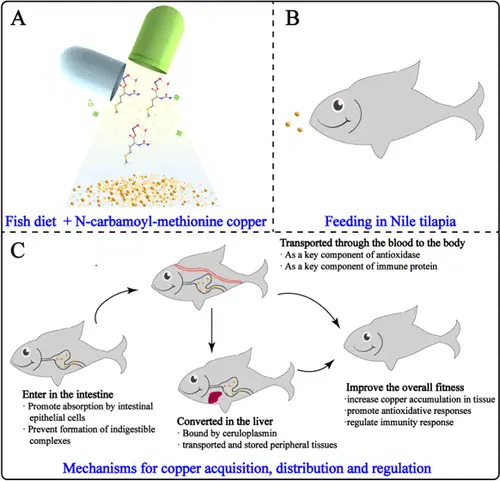 A
B
Fish diet + N-carbamoyl-methionine copper
Feeding in Nile tilapia
C
Transported through the blood to the body
· As a key component of antioxidase
· As a key component of immune protein
Enter in the intestine
· Promote absorption by intestinal
epithelial cells
· Prevent formation of indigestible
complexes
Converted in the liver
· Bound by ceruloplasmin
· transported and stored peripheral tissues
Improve the overall fitness
·increase copper accumulation in tissue
·promote antioxidative responses
·regulate immunity response
Mechanisms for copper acquisition, distribution and regulation